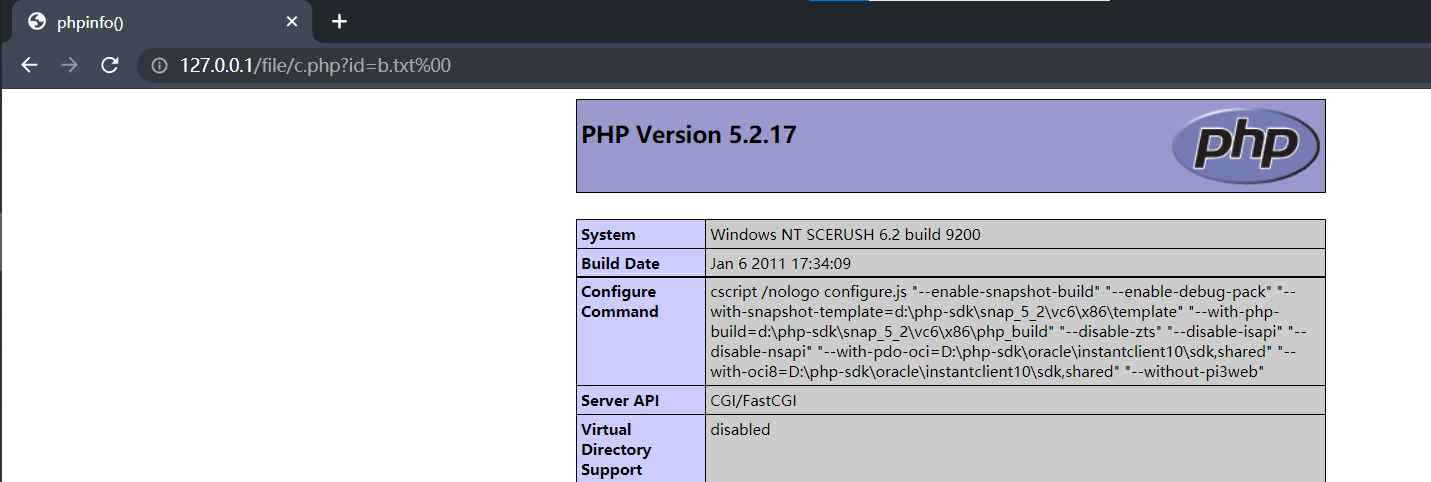 phpinfo()
127.0.0.1/file/c.php?id=b.txt%00
PHP Version 5.2.17
php
System
Windows NT SCERUSH 6.2 build 9200
Build Date
Jan 6 2011 17:34:09
Configure
Command
cscript /nologo configure.js "--enable-snapshot-build" "--enable-debug-pack" "--
with-snapshot-template=d:\php-sdk\snap_5_2\vc6\x86\template" "--with-php-
build=d:\php-sdk\snap_5_2\vc6\x86\php_build" "--disable-zts" "--disable-isapi" "--
disable-nsapi" "--with-pdo-oci=D:\php-sdk\oracle\instantclient10\sdk,shared" "--
with-oci8=D:\php-sdk\oracle\instantclient10\sdk,shared" "--without-pi3web"
Server API
CGI/FastCGI
Virtual
Directory
Support
disabled